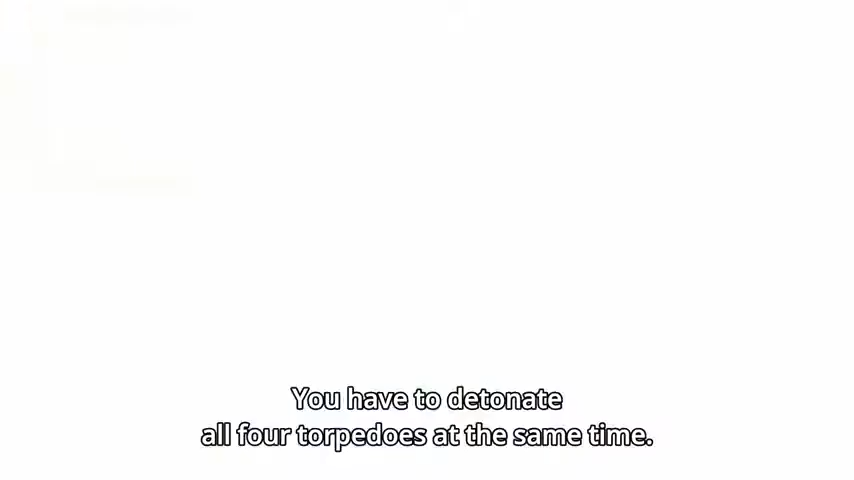 You have to detonate
all four torpedoes at the same time.